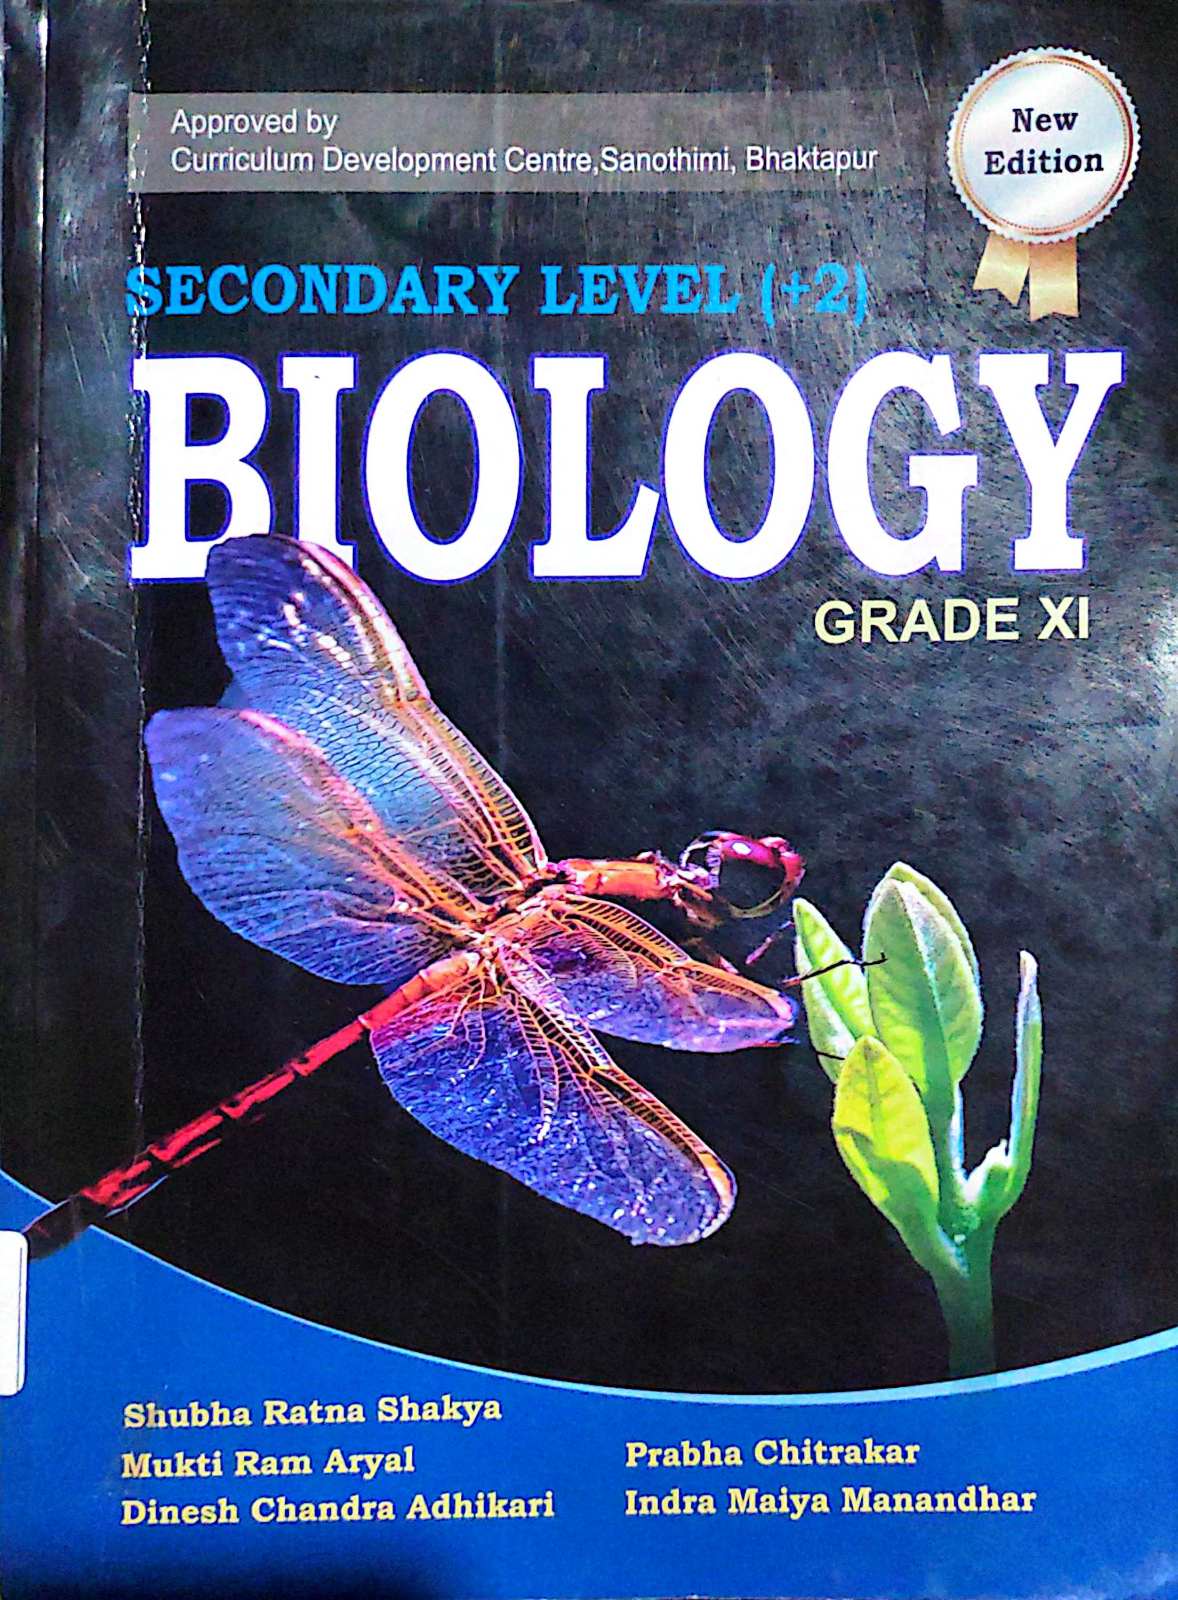 Approved by
Curriculum Development Centre,Sanothimi, Bhaktapur
New
Edition
SECONDARY LEVEL (+2)
BIOLOGY
GRADE XI
Shubha Ratna Shakya
Mukti Ram Aryal
Dinesh Chandra Adhikari
Prabha Chitrakar
Indra Maiya Manandhar